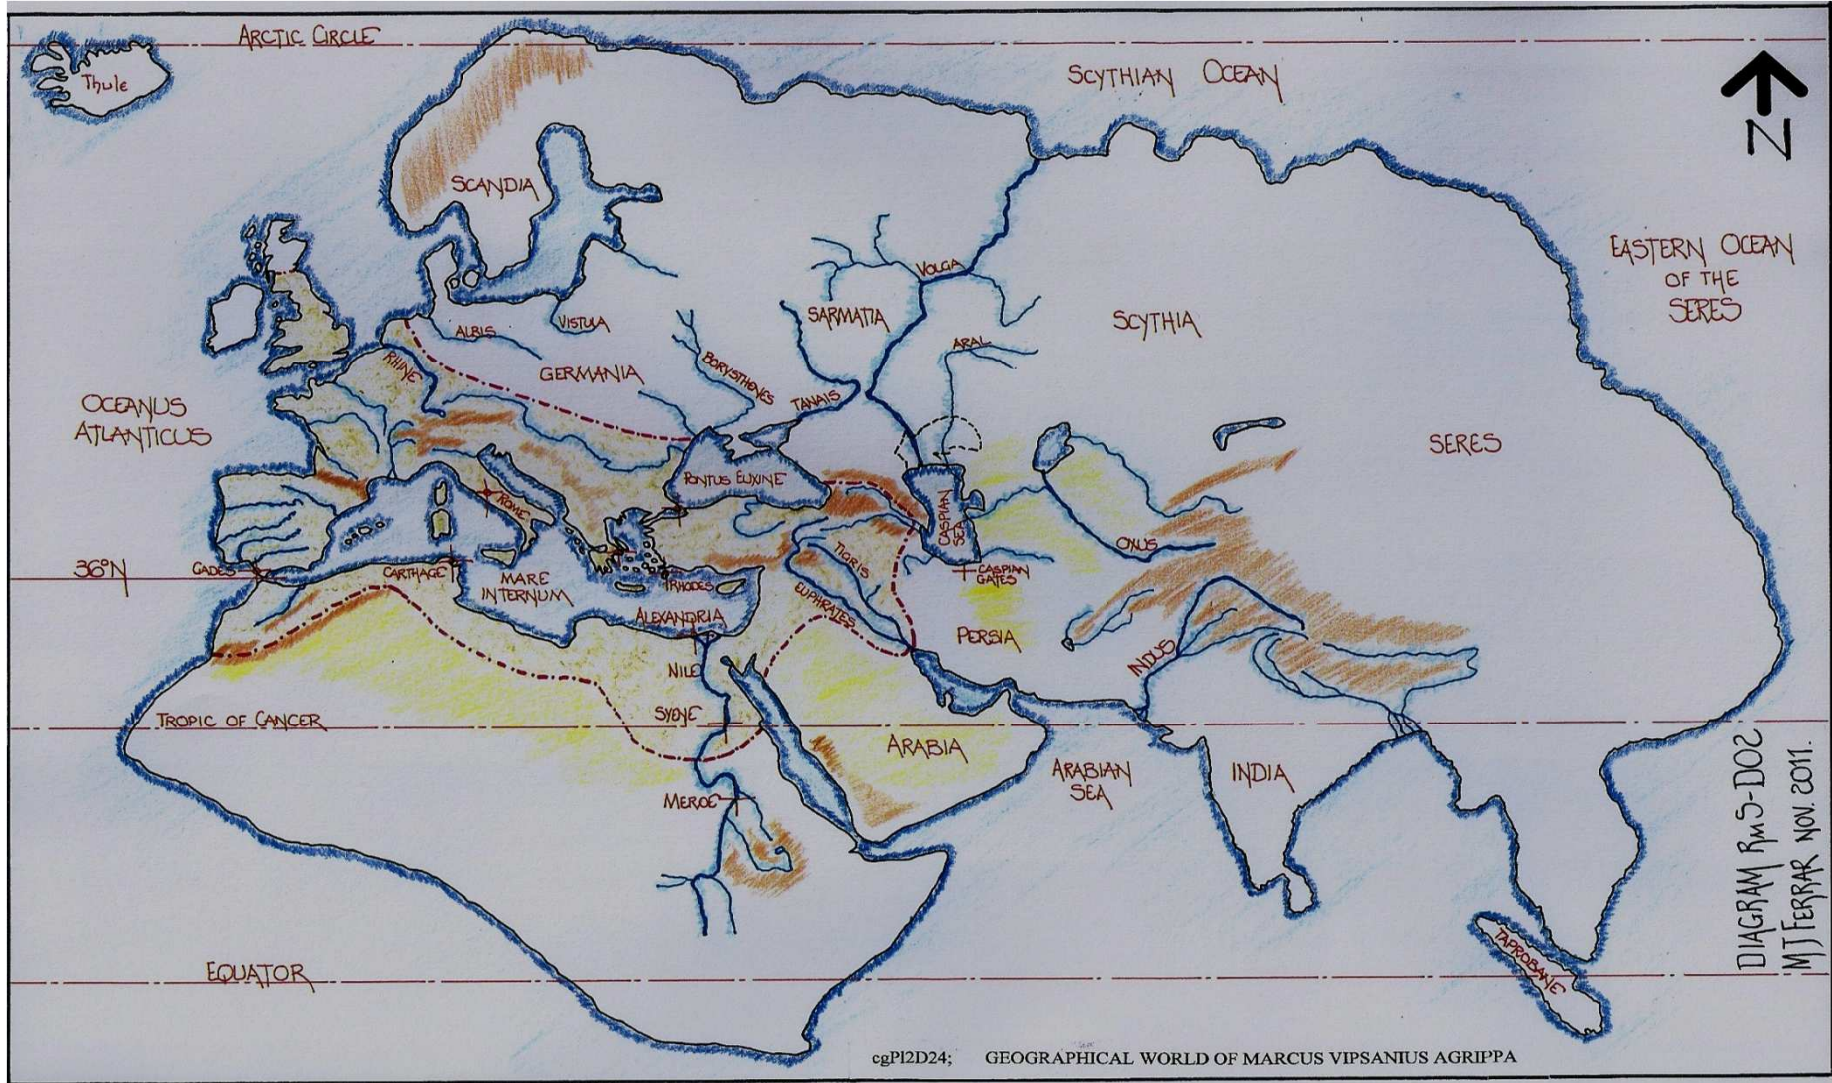 ARCTIC CIRCLE
Thule
SCYTHIAN OCEAN
N
SCANDIA
EASTERN OCEAN
OF THE
SERES
VOLGA
ALBIS
VISTULA
SARMATIA
SCYTHIA
ARAL
RHINE
GERMANIA
BORYSTHENES
TANAIS
OCEANUS
ATLANTICUS
SERES
PONTUS EUXINE
ROME
CASPIAN
SEA
OXUS
36°N
GADES
CARTHAGE
MARE
INTERNUM
RHODES
TIGRIS
CASPIAN
GATES
EUPHRATES
ALEXANDRIA
PERSIA
INDUS
NILE
SYENE
TROPIC OF CANCER
ARABIA
ARABIAN
SEA
INDIA
MEROE
TAPROBANE
EQUATOR
DIAGRAM RmS-D02
MJ FERRAR NOV. 2011.
cgPl2D24; GEOGRAPHICAL WORLD OF MARCUS VIPSANIUS AGRIPPA